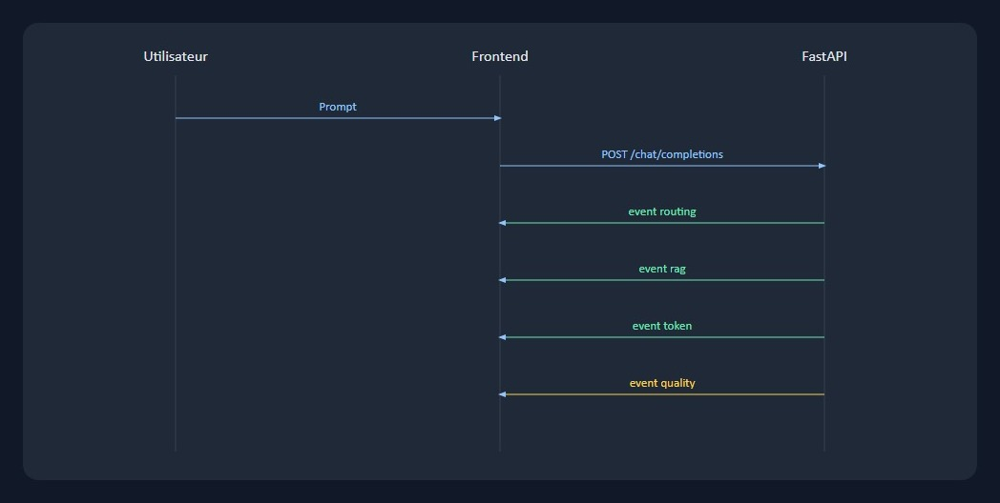 Utilisateur
Frontend
FastAPI
Prompt
POST /chat/completions
event routing
event rag
event token
event quality